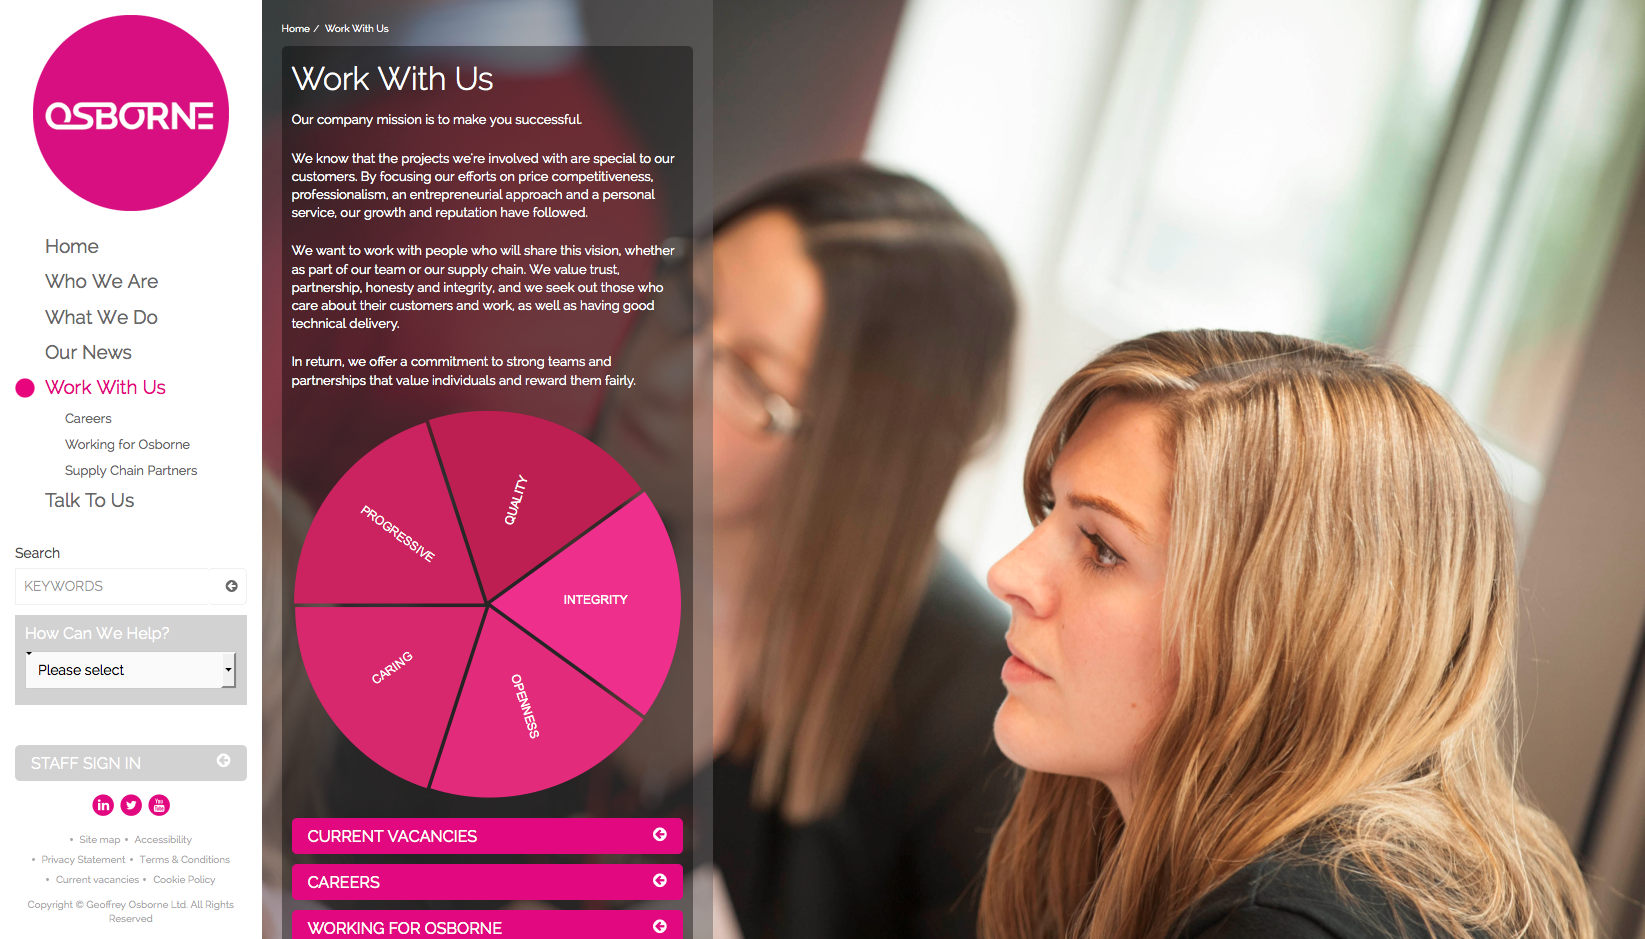 OSBORNE
Home
Who We Are
What We Do
Our News
Work With Us
Careers
Working for Osborne
Supply Chain Partners
Talk To Us
Search
KEYWORDS
How Can We Help?
Please select
STAFF SIGN IN
in
You
Tube
• Site map • Accessibility
• Privacy Statement • Terms & Conditions
• Current vacancies • Cookie Policy
Copyright © Geoffrey Osborne Ltd. All Rights
Reserved
Home / Work With Us
Work With Us
Our company mission is to make you successful.
We know that the projects we're involved with are special to our
customers. By focusing our efforts on price competitiveness,
professionalism, an entrepreneurial approach and a personal
service, our growth and reputation have followed.
We want to work with people who will share this vision, whether
as part of our team or our supply chain. We value trust,
partnership, honesty and integrity, and we seek out those who
care about their customers and work, as well as having good
technical delivery.
In return, we offer a commitment to strong teams and
partnerships that value individuals and reward them fairly.
PROGRESSIVE
QUALITY
INTEGRITY
CARING
OPENNESS
CURRENT VACANCIES
CAREERS
WORKING FOR OSBORNE